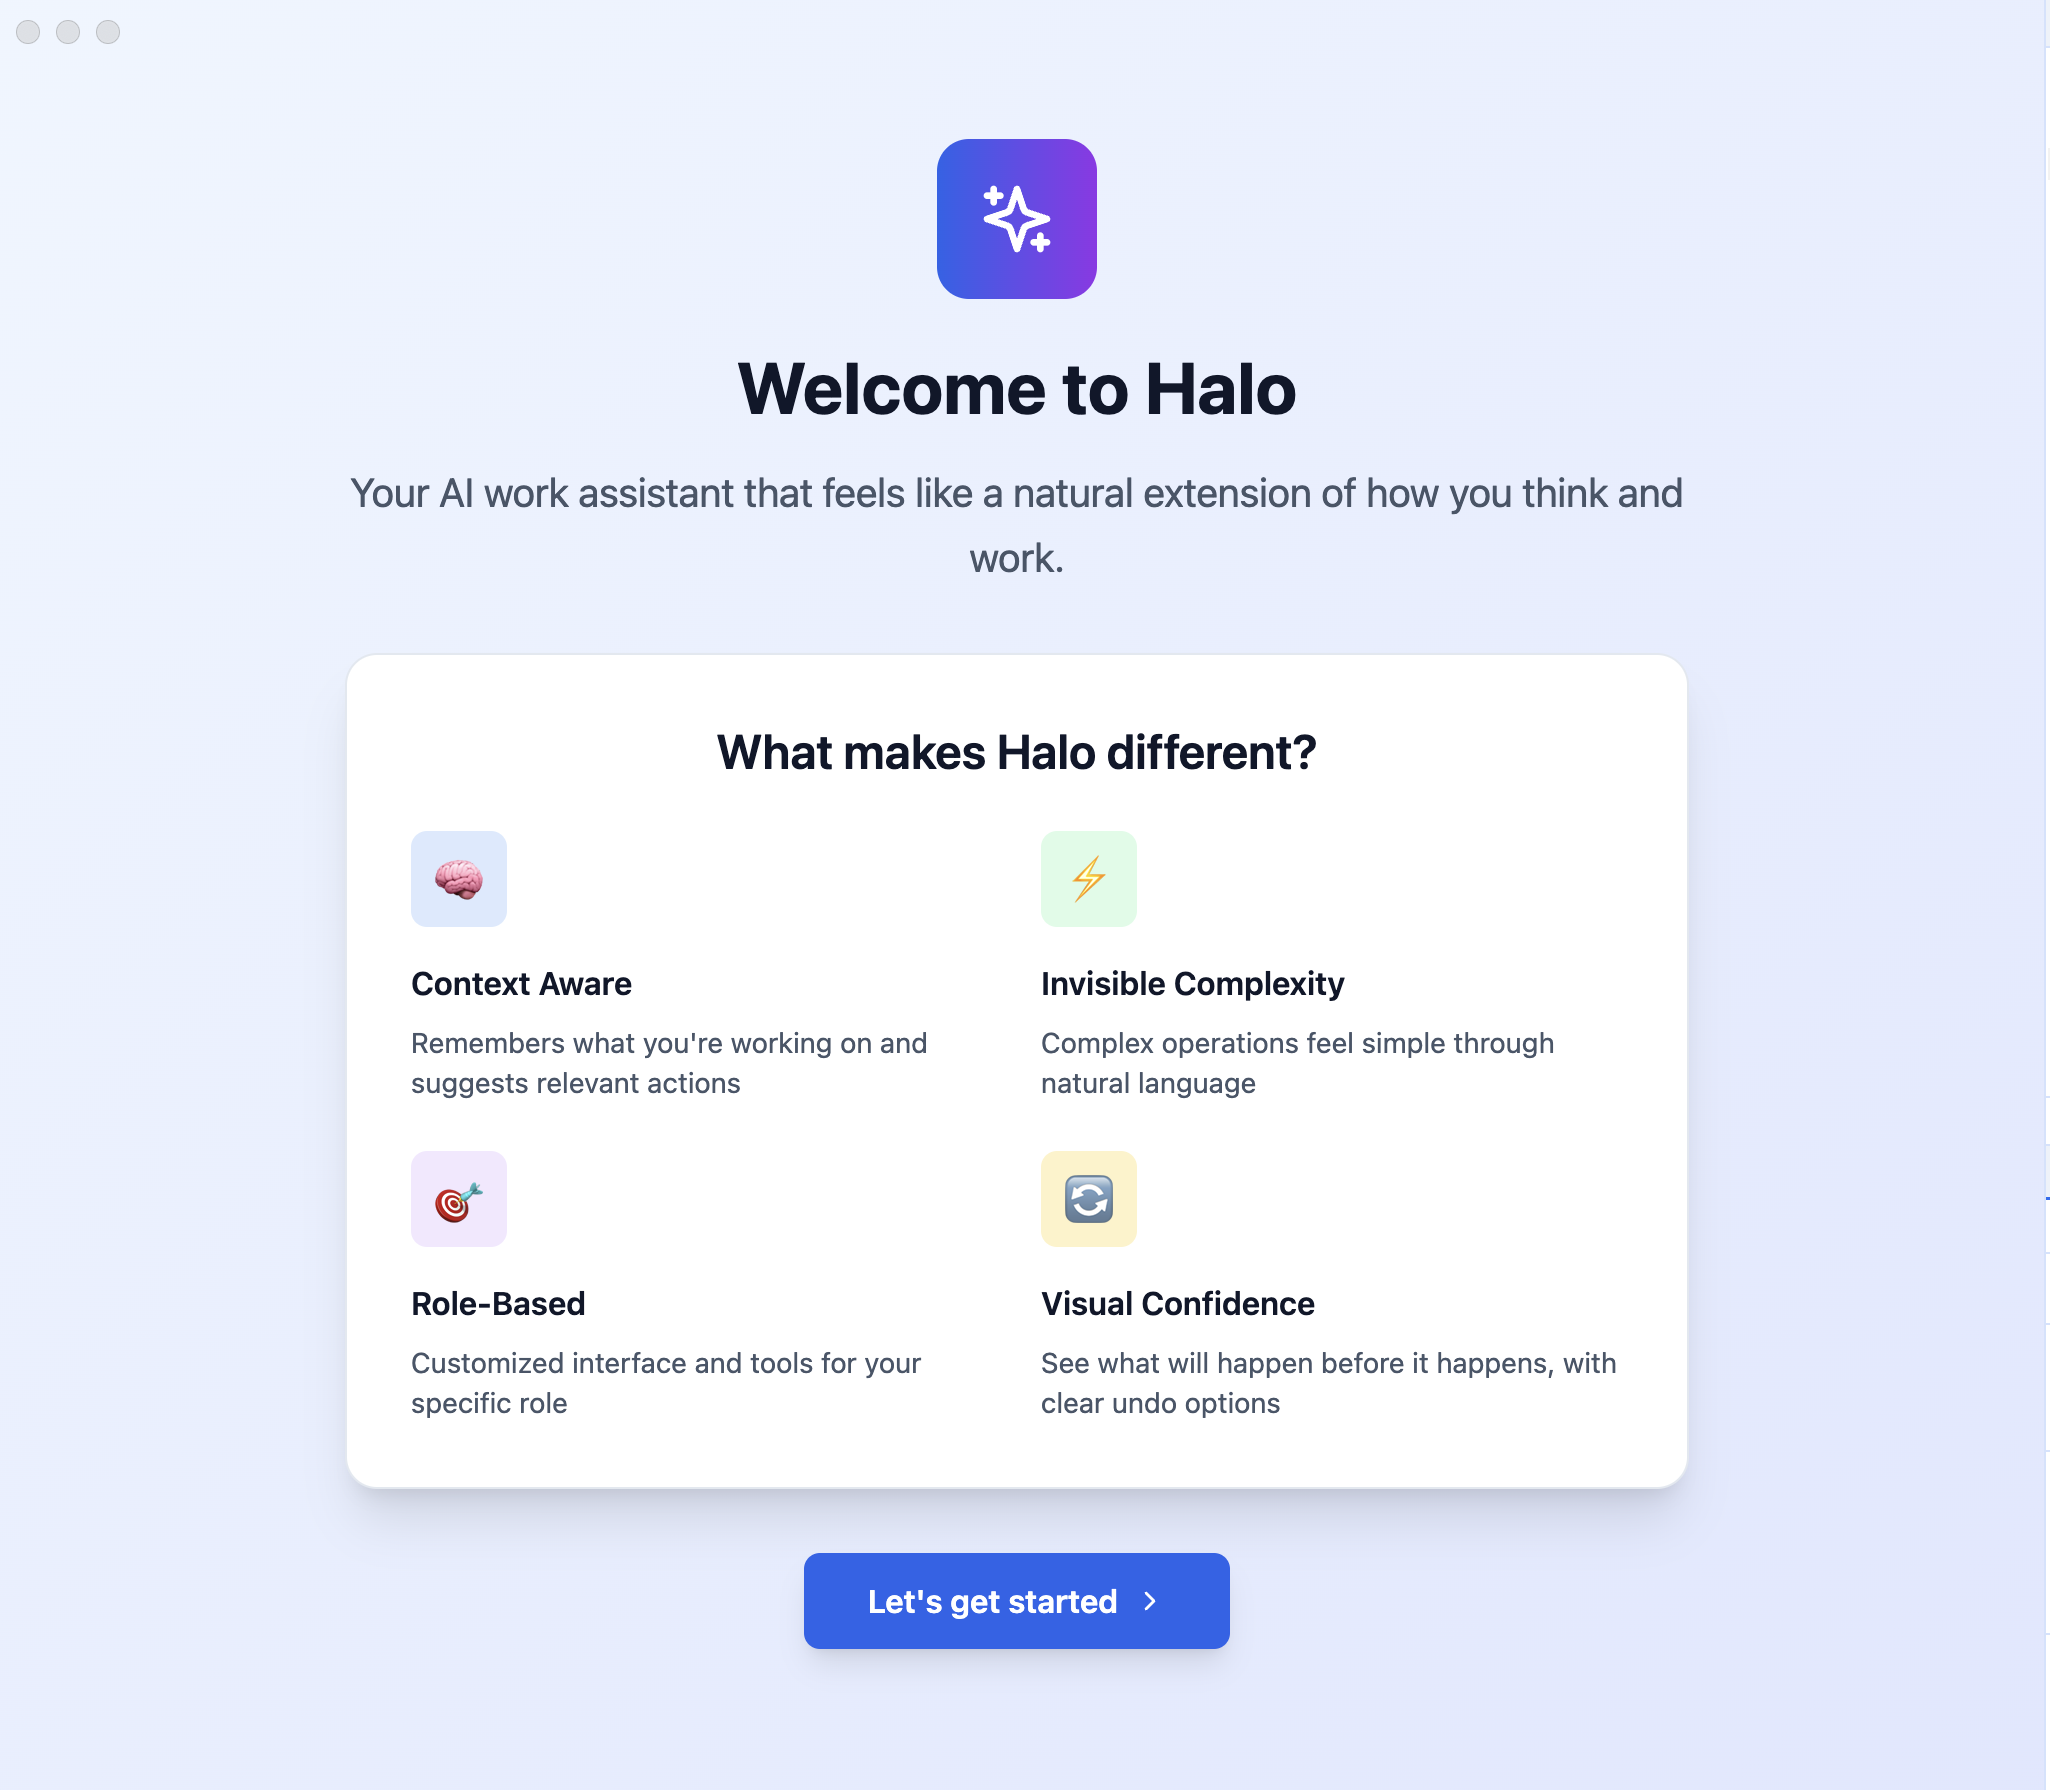 Welcome to Halo
Your AI work assistant that feels like a natural extension of how you think and
work.
What makes Halo different?
Context Aware
Remembers what you're working on and
suggests relevant actions
Invisible Complexity
Complex operations feel simple through
natural language
Role-Based
Customized interface and tools for your
specific role
Visual Confidence
See what will happen before it happens, with
clear undo options
Let's get started